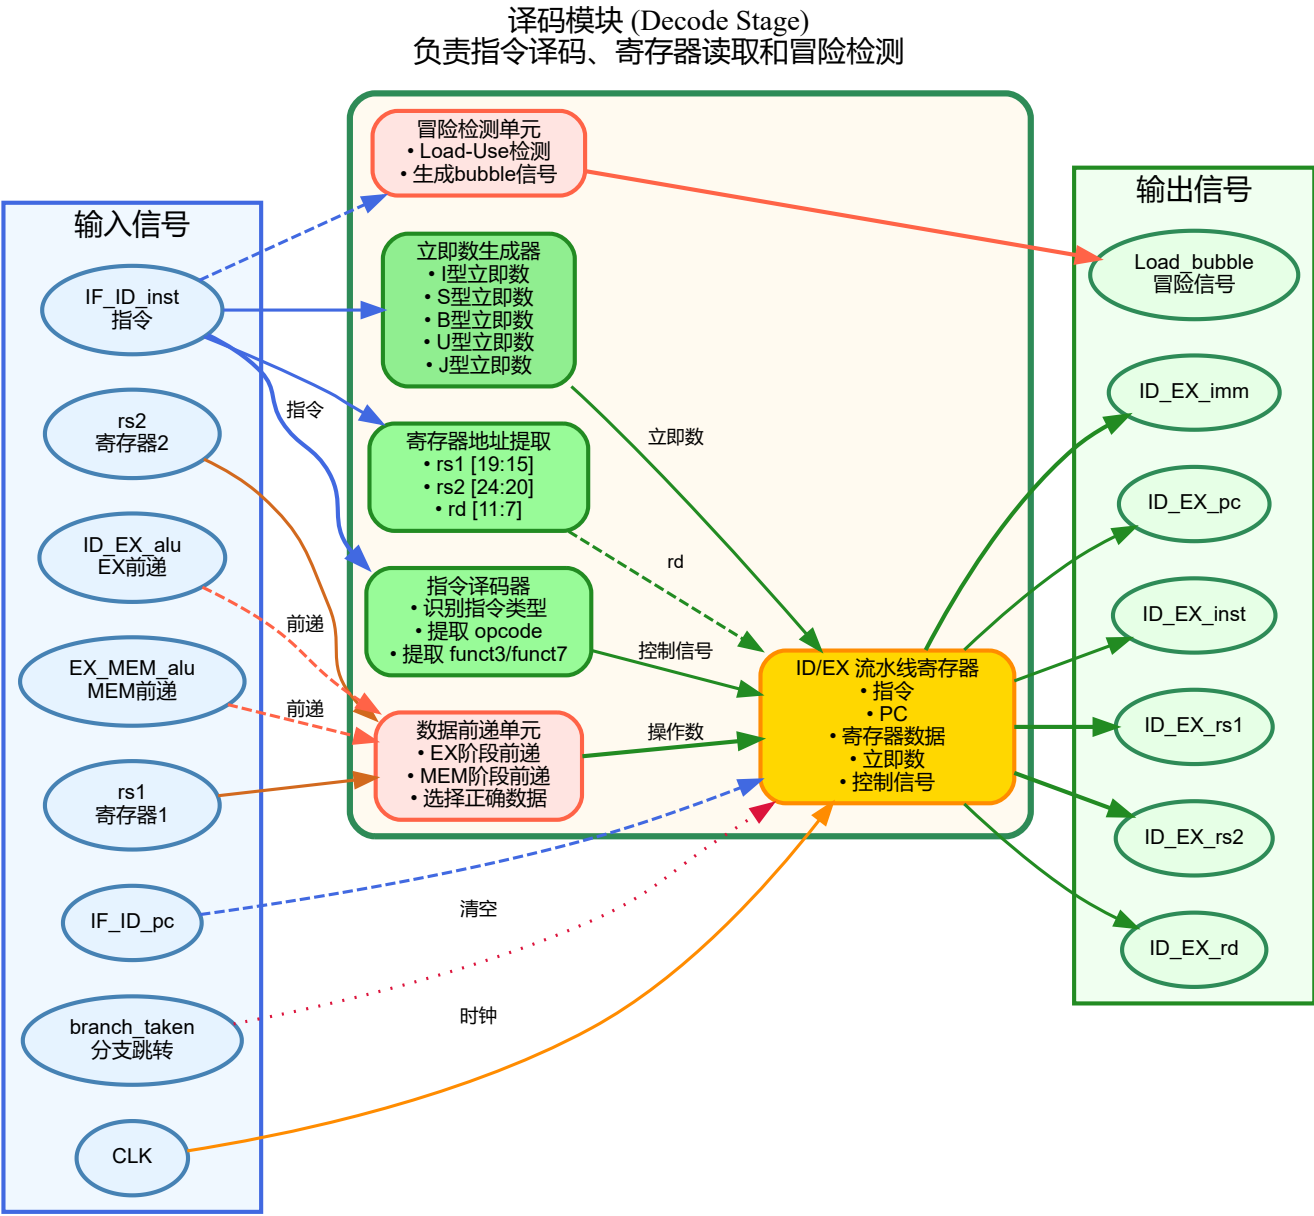 译码模块 (Decode Stage)
负责指令译码、寄存器读取和冒险检测
输入信号
IF_ID_inst
指令
rs2
寄存器2
ID_EX_alu
EX前递
EX_MEM_alu
MEM前递
rs1
寄存器1
IF_ID_pc
branch_taken
分支跳转
CLK
冒险检测单元
• Load-Use检测
• 生成bubble信号
立即数生成器
• I型立即数
• S型立即数
• B型立即数
• U型立即数
• J型立即数
寄存器地址提取
• rs1 [19:15]
• rs2 [24:20]
• rd [11:7]
指令译码器
• 识别指令类型
• 提取 opcode
• 提取 funct3/funct7
数据前递单元
• EX阶段前递
• MEM阶段前递
• 选择正确数据
指令
前递
前递
立即数
rd
控制信号
操作数
清空
时钟
ID/EX 流水线寄存器
• 指令
• PC
• 寄存器数据
• 立即数
• 控制信号
输出信号
Load_bubble
冒险信号
ID_EX_imm
ID_EX_pc
ID_EX_inst
ID_EX_rs1
ID_EX_rs2
ID_EX_rd